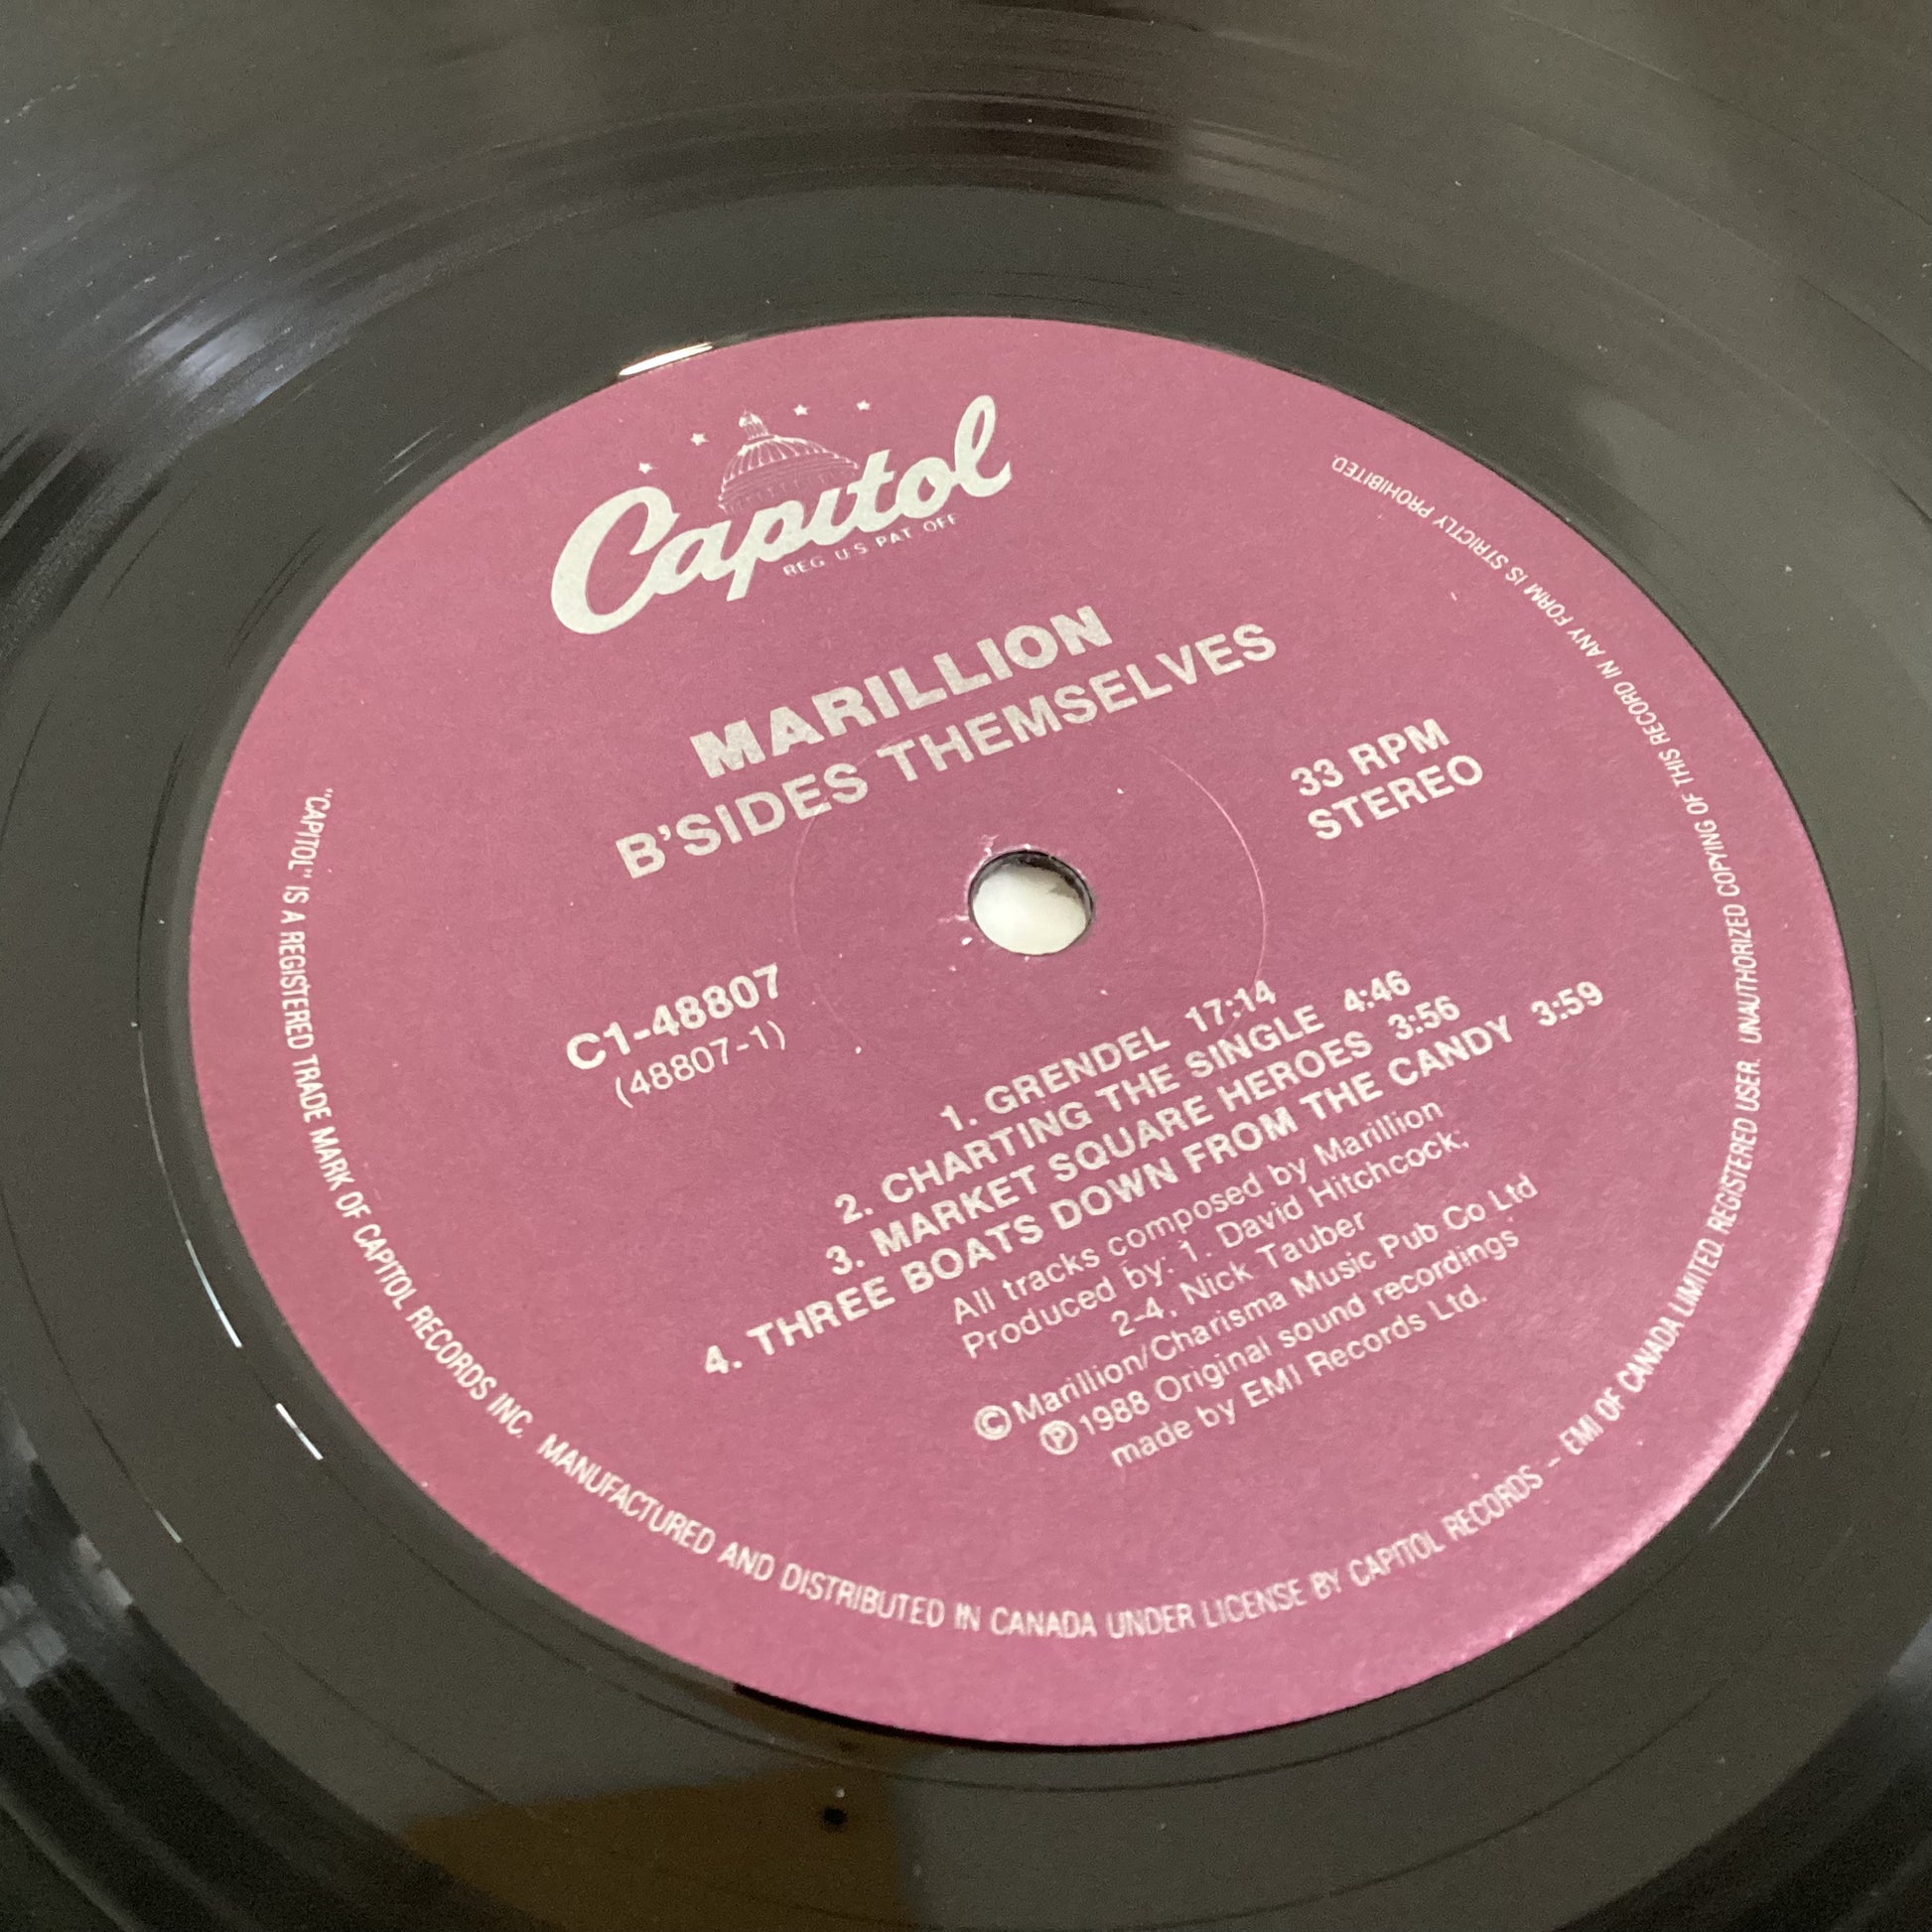 Capitol
REG. U.S. PAT. OFF.
MARILLION
B'SIDES THEMSELVES
33 RPM
STEREO
C1-48807
(48807-1)
1. GRENDEL 17:14
2. CHARTING THE SINGLE 4:46
3. MARKET SQUARE HEROES 3:56
4. THREE BOATS DOWN FROM THE CANDY 3:59
All tracks composed by Marillion
Produced by: 1. David Hitchcock;
2-4, Nick Tauber
©Marillion/Charisma Music Pub Co Ltd
℗1988 Original sound recordings
made by EMI Records Ltd.
"CAPITOL" IS A REGISTERED TRADE MARK OF CAPITOL RECORDS INC. MANUFACTURED AND DISTRIBUTED IN CANADA UNDER LICENSE BY CAPITOL RECORDS – EMI OF CANADA LIMITED. REGISTERED USER. UNAUTHORIZED COPYING OF THIS RECORD IN ANY FORM IS STRICTLY PROHIBITED.